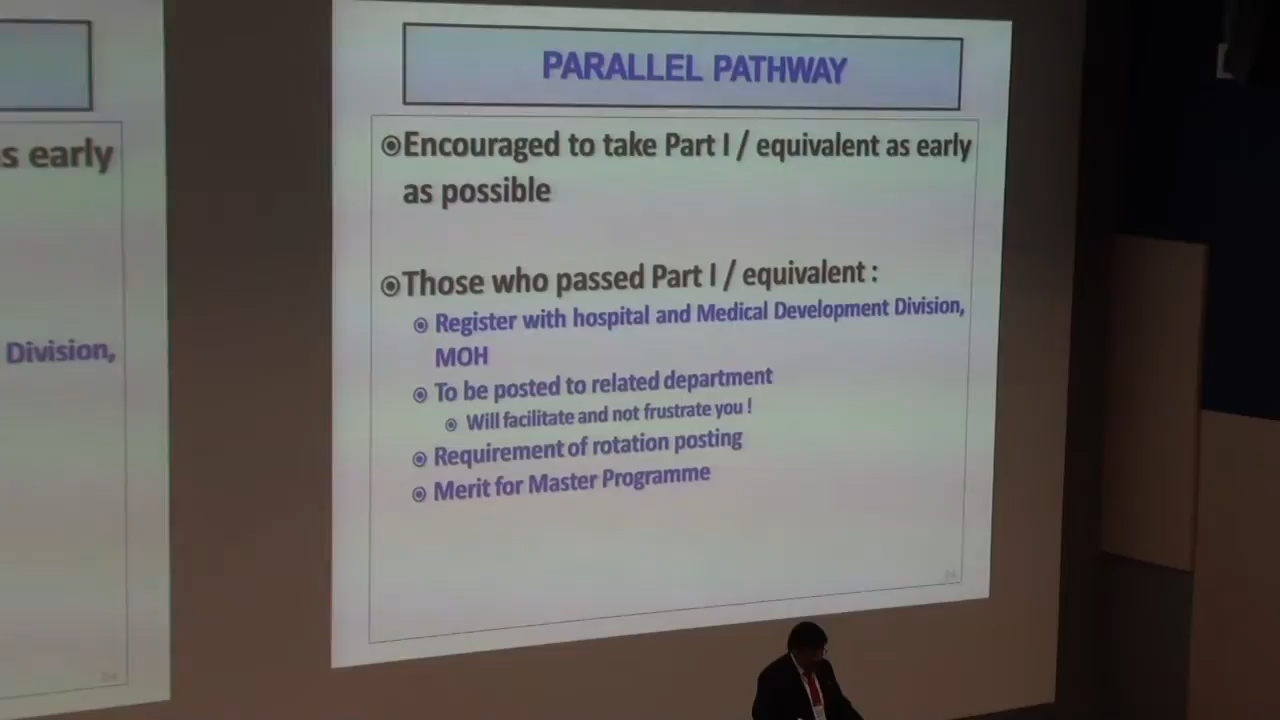 PARALLEL PATHWAY
Encouraged to take Part I / equivalent as early
as possible
Those who passed Part I / equivalent :
Register with hospital and Medical Development Division,
MOH
To be posted to related department
Will facilitate and not frustrate you !
Requirement of rotation posting
Merit for Master Programme
s early
Division,